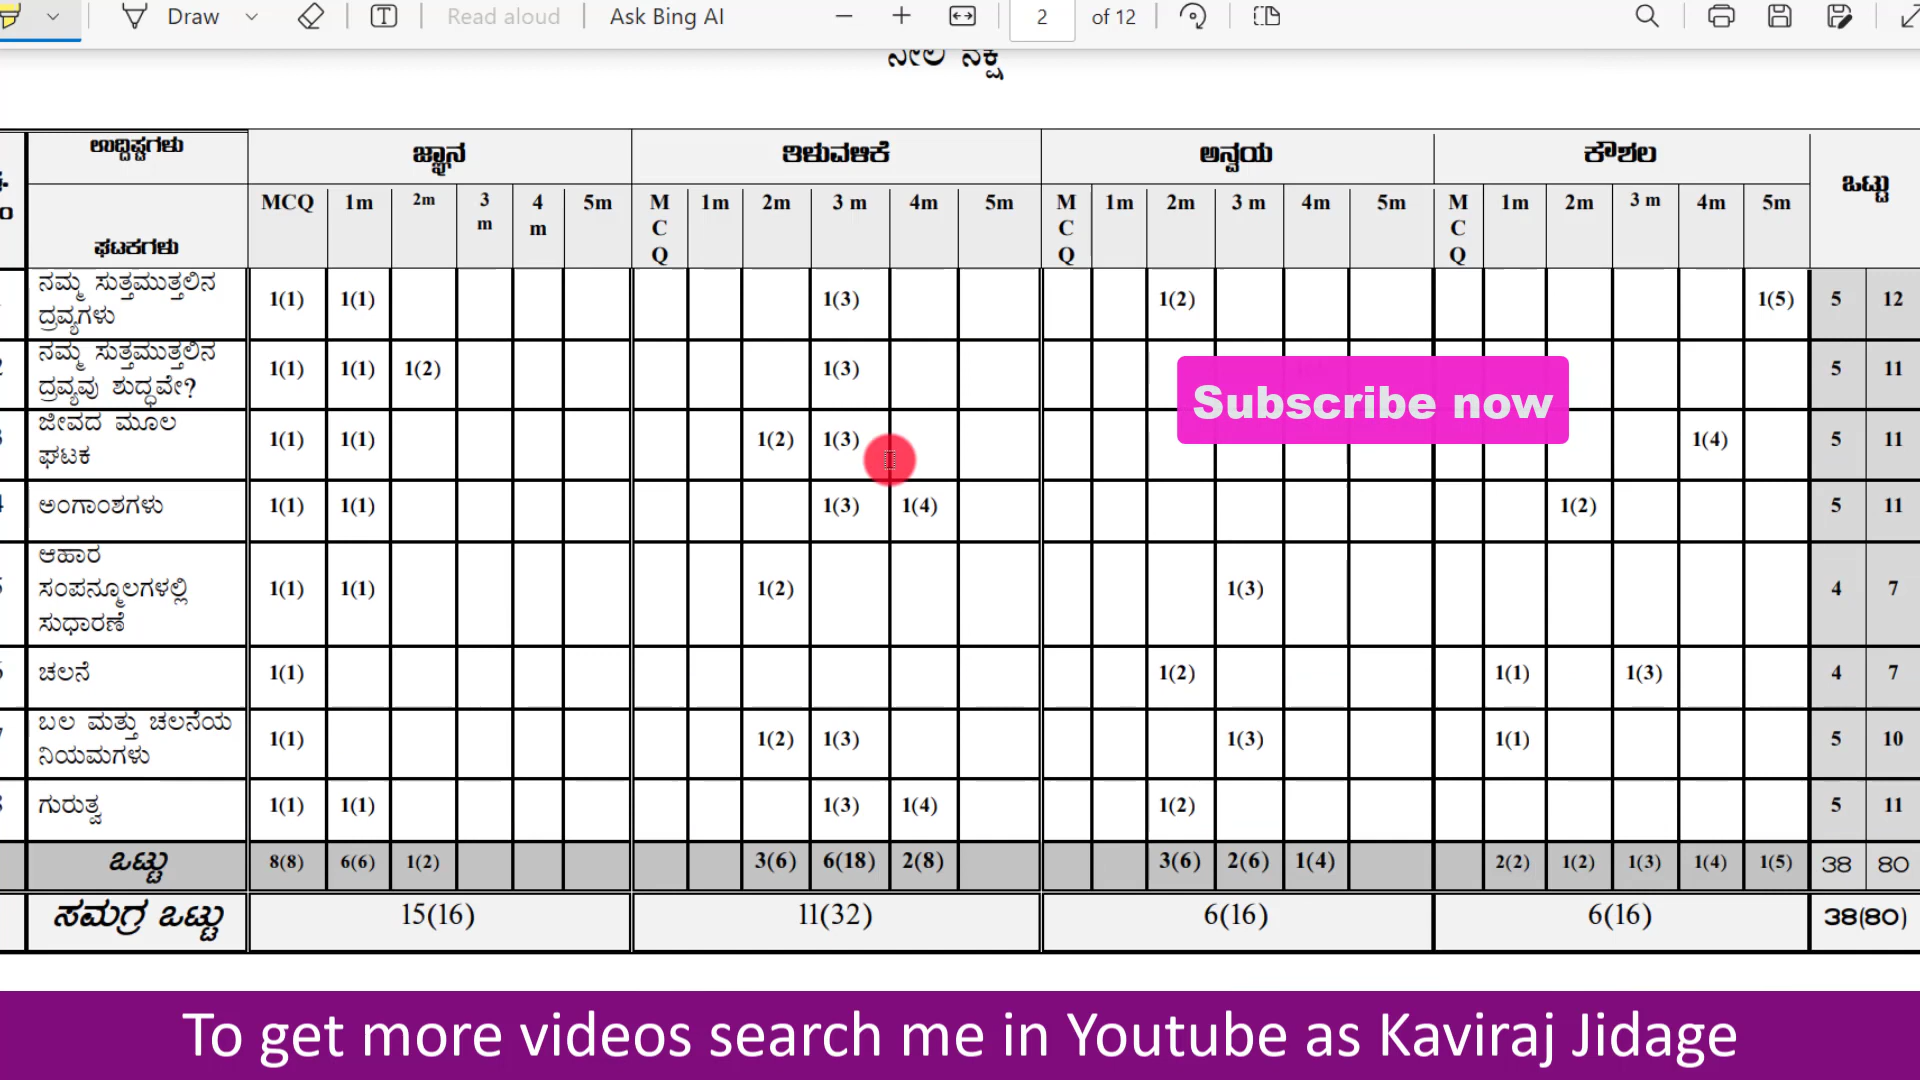 Draw Read aloud Ask Bing AI 2 of 12
ನೀಲಿ ನಕ್ಷೆ
ಉದ್ದಿಷ್ಟಗಳು ಜ್ಞಾನ ತಿಳುವಳಿಕೆ ಅನ್ವಯ ಕೌಶಲ ಒಟ್ಟು
ಘಟಕಗಳು MCQ 1m 2m 3 m 4 m 5m MCQ 1m 2m 3 m 4m 5m MCQ 1m 2m 3 m 4m 5m MCQ 1m 2m 3 m 4m 5m
ನಮ್ಮ ಸುತ್ತಮುತ್ತಲಿನ
ದ್ರವ್ಯಗಳು 1(1) 1(1) 1(3) 1(2) 1(5) 5 12
ನಮ್ಮ ಸುತ್ತಮುತ್ತಲಿನ
ದ್ರವ್ಯವು ಶುದ್ಧವೇ? 1(1) 1(1) 1(2) 1(3) 5 11
Subscribe now
ಜೀವದ ಮೂಲ
ಘಟಕ 1(1) 1(1) 1(2) 1(3) 1(4) 5 11
ಅಂಗಾಂಶಗಳು 1(1) 1(1) 1(3) 1(4) 1(2) 5 11
ಆಹಾರ
ಸಂಪನ್ಮೂಲಗಳಲ್ಲಿ 1(1) 1(1) 1(2) 1(3) 4 7
ಸುಧಾರಣೆ
ಚಲನೆ 1(1) 1(2) 1(1) 1(3) 4 7
ಬಲ ಮತ್ತು ಚಲನೆಯ
ನಿಯಮಗಳು 1(1) 1(2) 1(3) 1(3) 1(1) 5 10
ಗುರುತ್ವ 1(1) 1(1) 1(3) 1(4) 1(2) 5 11
ಒಟ್ಟು 8(8) 6(6) 1(2) 3(6) 6(18) 2(8) 3(6) 2(6) 1(4) 2(2) 1(2) 1(3) 1(4) 1(5) 38 80
ಸಮಗ್ರ ಒಟ್ಟು 15(16) 11(32) 6(16) 6(16) 38(80)
To get more videos search me in Youtube as Kaviraj Jidage